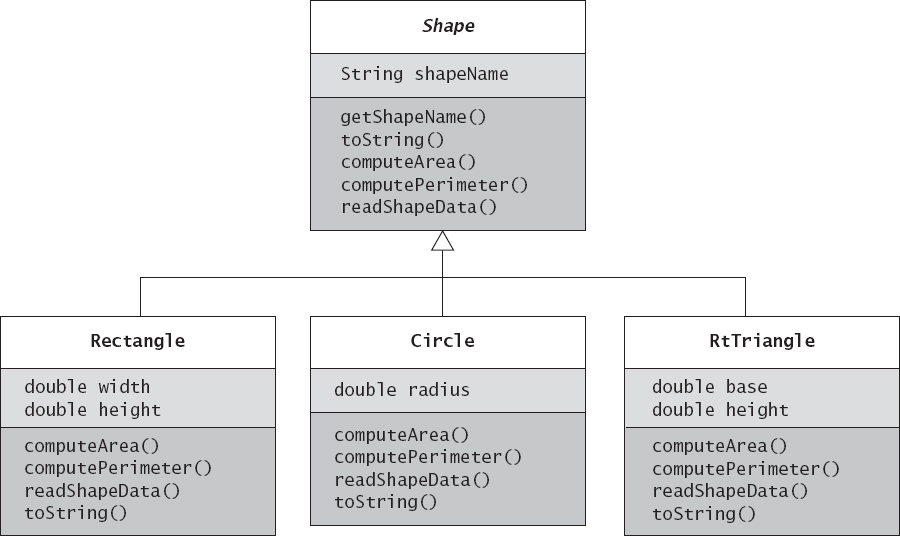 Shape
String shapeName
getShapeName()
toString()
computeArea()
computePerimeter()
readShapeData()
Rectangle
double width
double height
computeArea()
computePerimeter()
readShapeData()
toString()
Circle
double radius
computeArea()
computePerimeter()
readShapeData()
toString()
RtTriangle
double base
double height
computeArea()
computePerimeter()
readShapeData()
toString()